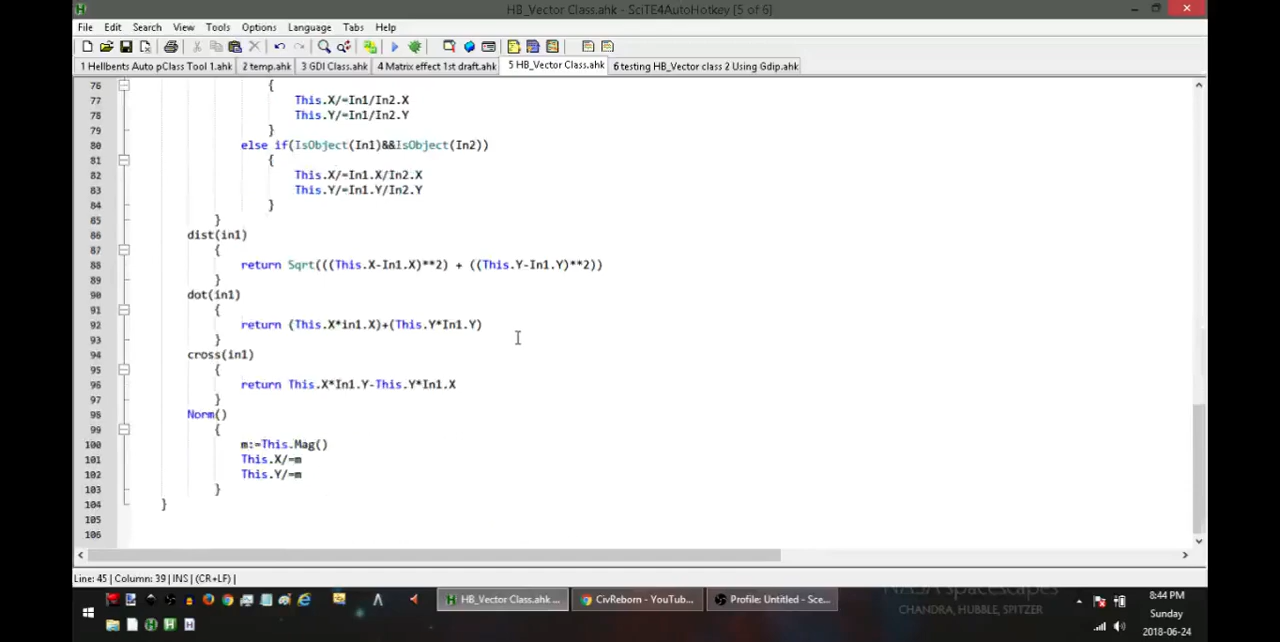 HB_Vector Class.ahk - SciTE4AutoHotkey [5 of 6]
File Edit Search View Tools Options Language Tabs Help
1 Hellbents Auto pClass Tool 1.ahk 2 temp.ahk 3 GDI Class.ahk 4 Matrix effect 1st draft.ahk 5 HB_Vector Class.ahk 6 testing HB_Vector class 2 Using Gdip.ahk
76 {
77 This.X/=In1/In2.X
78 This.Y/=In1/In2.Y
79 }
80 else if(IsObject(In1)&&IsObject(In2))
81 {
82 This.X/=In1.X/In2.X
83 This.Y/=In1.Y/In2.Y
84 }
85 }
86 dist(in1)
87 {
88 return Sqrt(((This.X-In1.X)**2) + ((This.Y-In1.Y)**2))
89 }
90 dot(in1)
91 {
92 return (This.X*in1.X)+(This.Y*In1.Y)
93 }
94 cross(in1)
95 {
96 return This.X*In1.Y-This.Y*In1.X
97 }
98 Norm()
99 {
100 m:=This.Mag()
101 This.X/=m
102 This.Y/=m
103 }
104 }
105
106
Line: 45 | Column: 39 | INS | (CR+LF) |
HB_Vector Class.ahk ... CivReborn - YouTub... Profile: Untitled - Sce...
NASA Spacescapes
CHANDRA, HUBBLE, SPITZER
8:44 PM
Sunday
2018-06-24